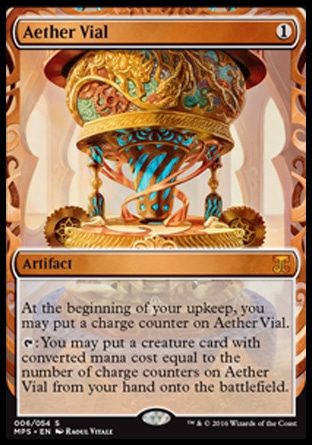 Aether Vial 1
Artifact
At the beginning of your upkeep, you
may put a charge counter on Aether Vial.
:You may put a creature card with
converted mana cost equal to the
number of charge counters on Aether
Vial from your hand onto the battlefield.
006/054 S
MPS • EN Raoul Vitale ™ & © 2016 Wizards of the Coast